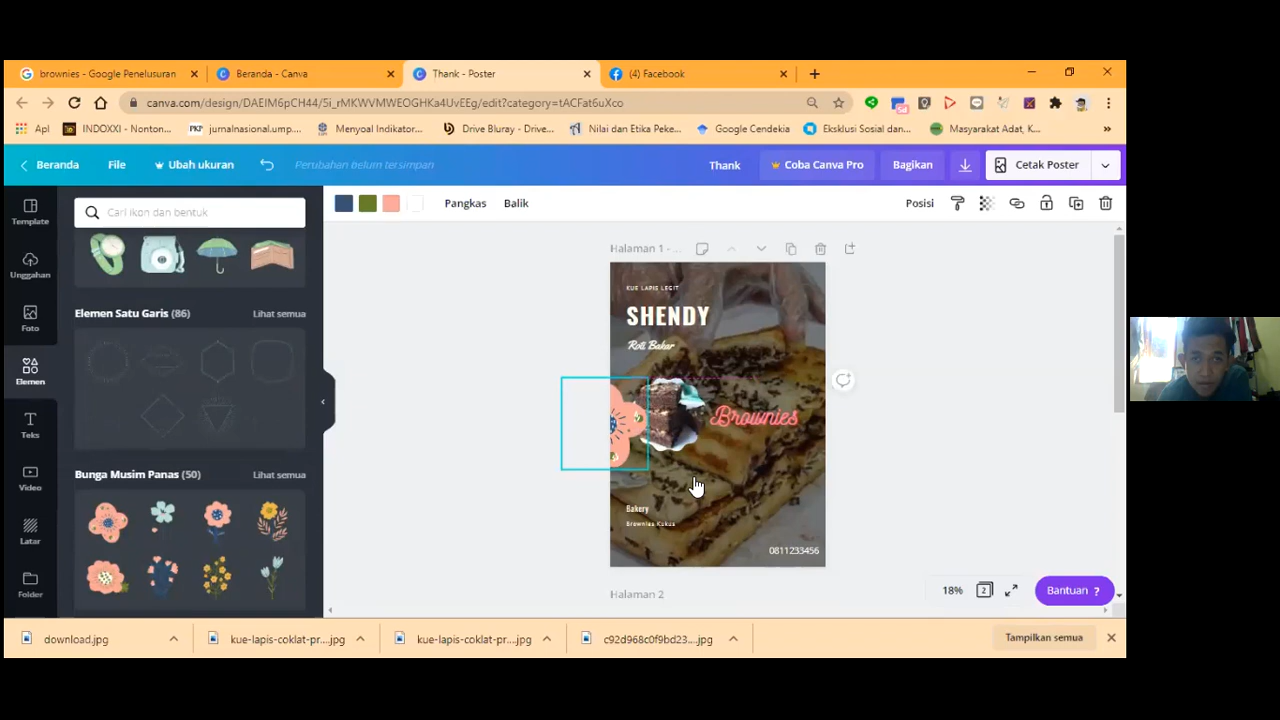 brownies - Google Penelusuran
Beranda - Canva
Thank - Poster
(4) Facebook
canva.com/design/DAEIM6pCH44/5i_rMKWVMWEOGHKa4UvEEg/edit?category=tACFat6uXco
Apl
INDOXXI - Nonton...
jurnalnasional.ump....
Menyoal Indikator...
Drive Bluray - Drive...
Nilai dan Etika Peke...
Google Cendekia
Eksklusi Sosial dan...
Masyarakat Adat, K...
Beranda
File
Ubah ukuran
Perubahan belum tersimpan
Thank
Coba Canva Pro
Bagikan
Cetak Poster
Template
Unggahan
Foto
Elemen
Teks
Video
Latar
Folder
Cari ikon dan bentuk
Elemen Satu Garis (86)
Lihat semua
Bunga Musim Panas (50)
Lihat semua
Pangkas
Balik
Posisi
Halaman 1 - ...
KUE LAPIS LEGIT
SHENDY
Roti Bakar
Brownies
Bakery
Brownies Kukus
0811233456
Halaman 2
18%
2
Bantuan ?
download.jpg
kue-lapis-coklat-pr....jpg
kue-lapis-coklat-pr....jpg
c92d968c0f9bd23....jpg
Tampilkan semua